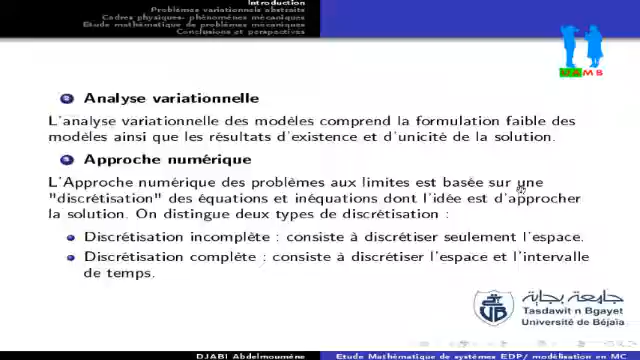 Introduction
Problèmes variationnels abstraits
Cadres physiques- phénomènes mécaniques
Etude mathématique de problèmes mécaniques
Conclusions et perspectives
MAMS
2 Analyse variationnelle
L'analyse variationnelle des modèles comprend la formulation faible des
modèles ainsi que les résultats d'existence et d'unicité de la solution.
3 Approche numérique
L'Approche numérique des problèmes aux limites est basée sur une
"discrétisation" des équations et inéquations dont l'idée est d'approcher
la solution. On distingue deux types de discrétisation :
Discrétisation incomplète : consiste à discrétiser seulement l'espace.
Discrétisation complète : consiste à discrétiser l'espace et l'intervalle
de temps.
جامعة بجاية
Tasdawit n Bgayet
Université de Béjaïa
DJABI Abdelmoumène
Etude Mathématique de systèmes EDP/ modélisation en MC